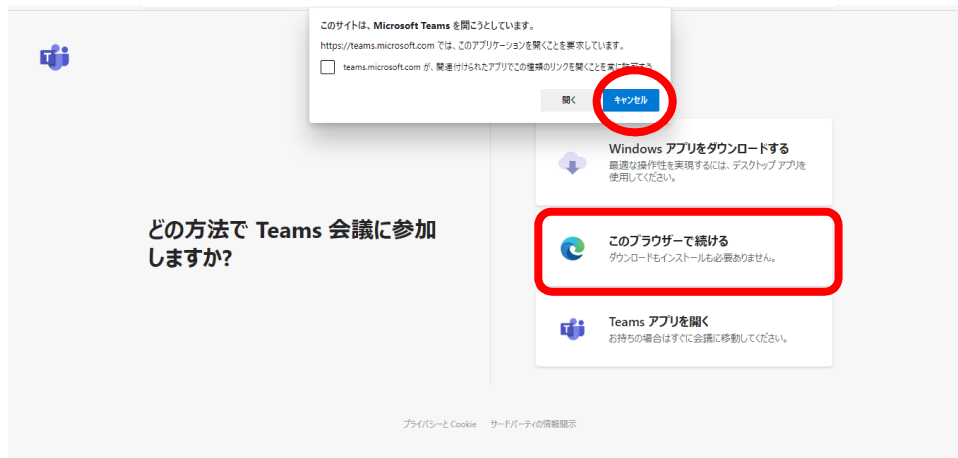 このサイトは、Microsoft Teams を開こうとしています。
https://teams.microsoft.com では、このアプリケーションを開くことを要求しています。
teams.microsoft.com が、関連付けられたアプリでこの種類のリンクを開くことを常に許可する
開く
キャンセル
Windows アプリをダウンロードする
最適な操作性を実現するには、デスクトップ アプリを
使用してください。
どの方法で Teams 会議に参加
しますか?
このブラウザーで続ける
ダウンロードもインストールも必要ありません。
Teams アプリを開く
お持ちの場合はすぐに会議に移動してください。
プライバシーと Cookie
サードパーティの情報開示